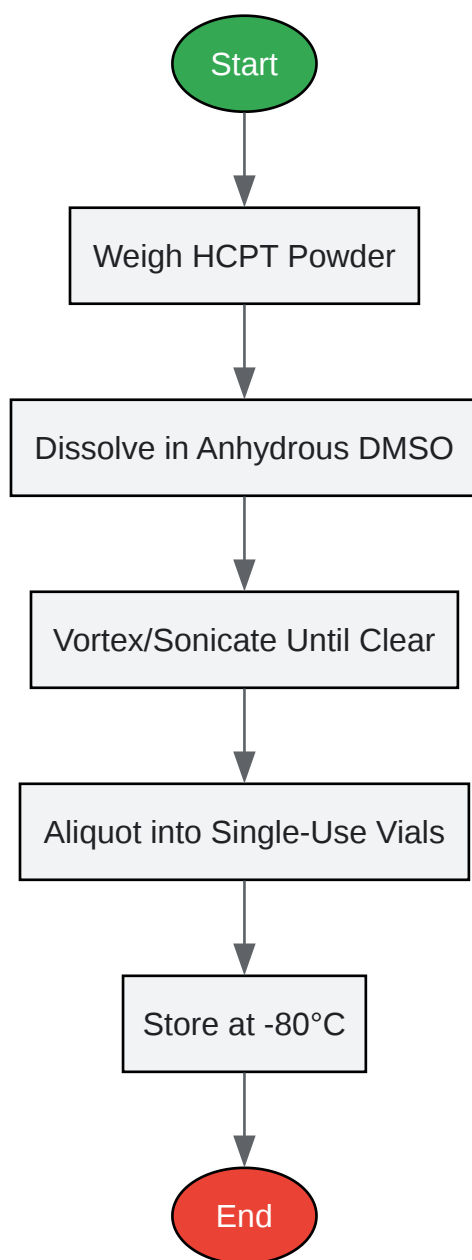 Start
Weigh HCPT Powder
Dissolve in Anhydrous DMSO
Vortex/Sonicate Until Clear
Aliquot into Single-Use Vials
Store at -80°C
End